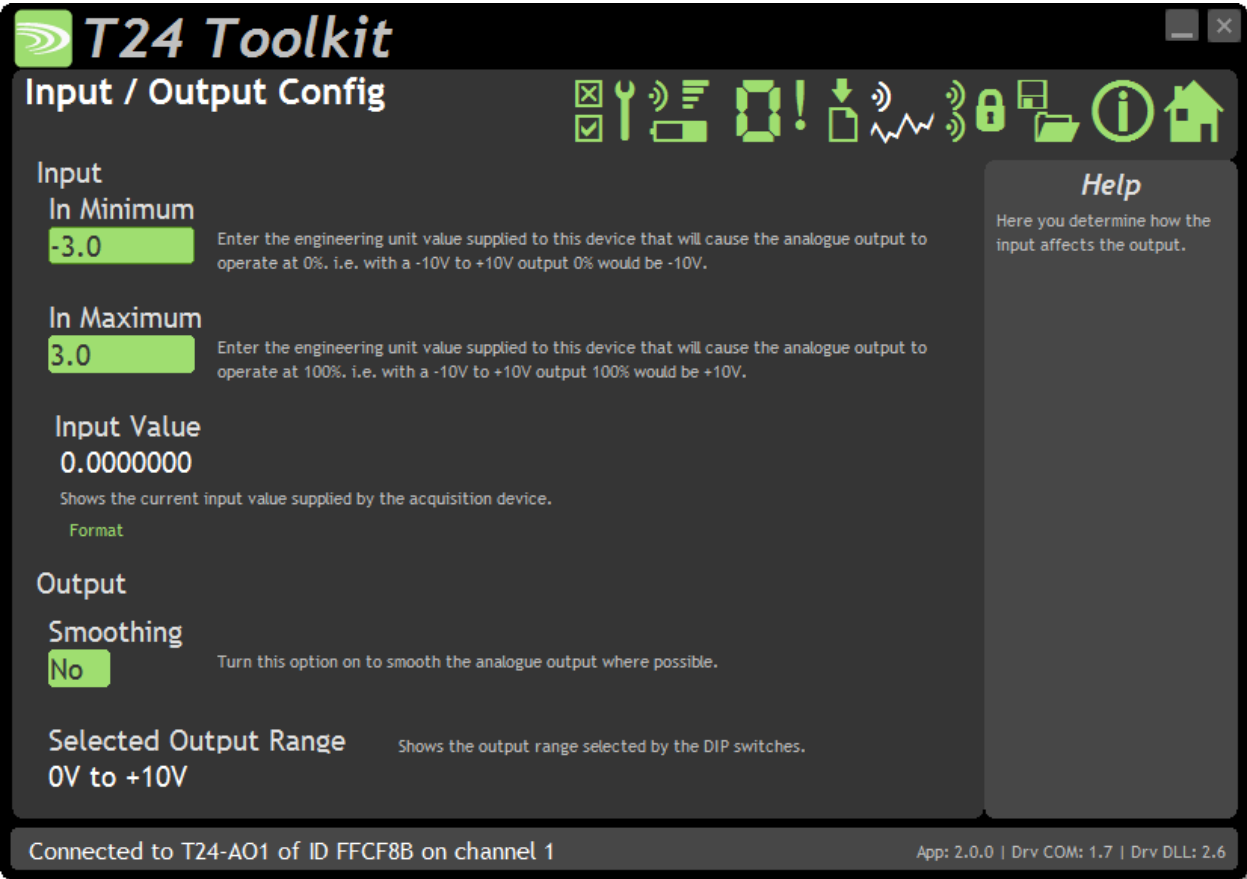 T24 Toolkit
Input / Output Config
Input
In Minimum
-3.0
Enter the engineering unit value supplied to this device that will cause the analogue output to
operate at 0%. i.e. with a -10V to +10V output 0% would be -10V.
In Maximum
3.0
Enter the engineering unit value supplied to this device that will cause the analogue output to
operate at 100%. i.e. with a -10V to +10V output 100% would be +10V.
Input Value
0.0000000
Shows the current input value supplied by the acquisition device.
Format
Output
Smoothing
No
Turn this option on to smooth the analogue output where possible.
Selected Output Range
Shows the output range selected by the DIP switches.
0V to +10V
Help
Here you determine how the
input affects the output.
Connected to T24-AO1 of ID FFCF8B on channel 1
App: 2.0.0 | Drv COM: 1.7 | Drv DLL: 2.6